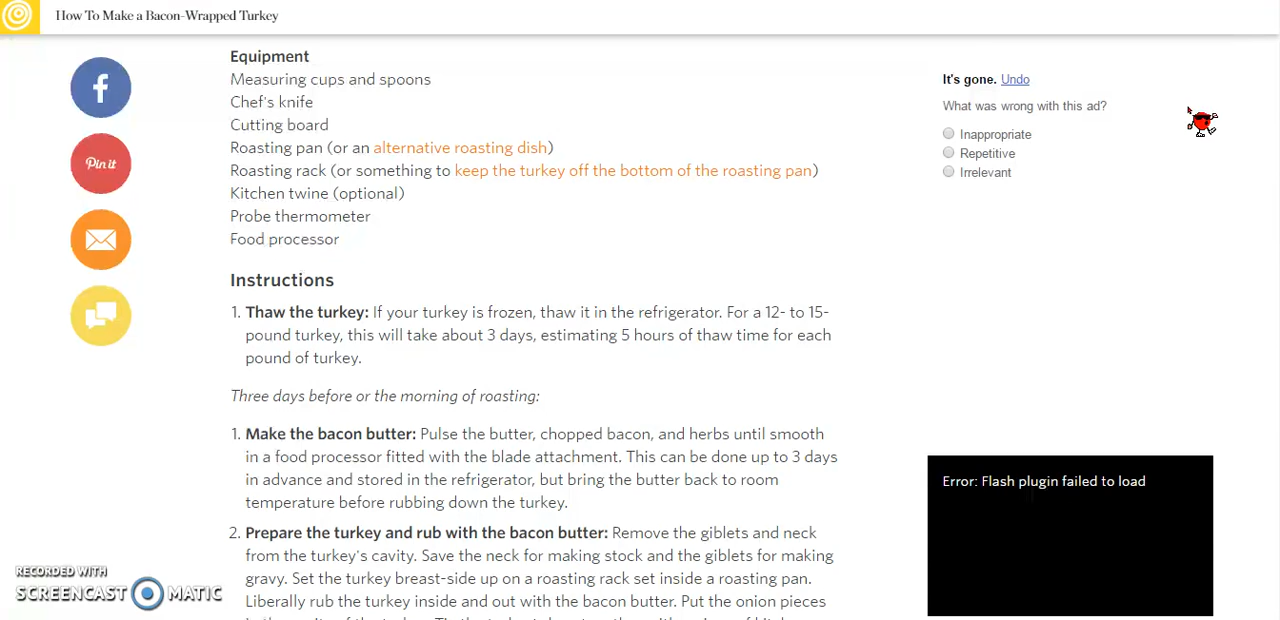 How To Make a Bacon-Wrapped Turkey
Equipment
Measuring cups and spoons
Chef's knife
Cutting board
Roasting pan (or an alternative roasting dish)
Roasting rack (or something to keep the turkey off the bottom of the roasting pan)
Kitchen twine (optional)
Probe thermometer
Food processor
Instructions
1. Thaw the turkey: If your turkey is frozen, thaw it in the refrigerator. For a 12- to 15-
pound turkey, this will take about 3 days, estimating 5 hours of thaw time for each
pound of turkey.
Three days before or the morning of roasting:
1. Make the bacon butter: Pulse the butter, chopped bacon, and herbs until smooth
in a food processor fitted with the blade attachment. This can be done up to 3 days
in advance and stored in the refrigerator, but bring the butter back to room
temperature before rubbing down the turkey.
2. Prepare the turkey and rub with the bacon butter: Remove the giblets and neck
from the turkey's cavity. Save the neck for making stock and the giblets for making
gravy. Set the turkey breast-side up on a roasting rack set inside a roasting pan.
Liberally rub the turkey inside and out with the bacon butter. Put the onion pieces
f
Pin it
It's gone. Undo
What was wrong with this ad?
Inappropriate
Repetitive
Irrelevant
Error: Flash plugin failed to load
RECORDED WITH
SCREENCAST MATIC